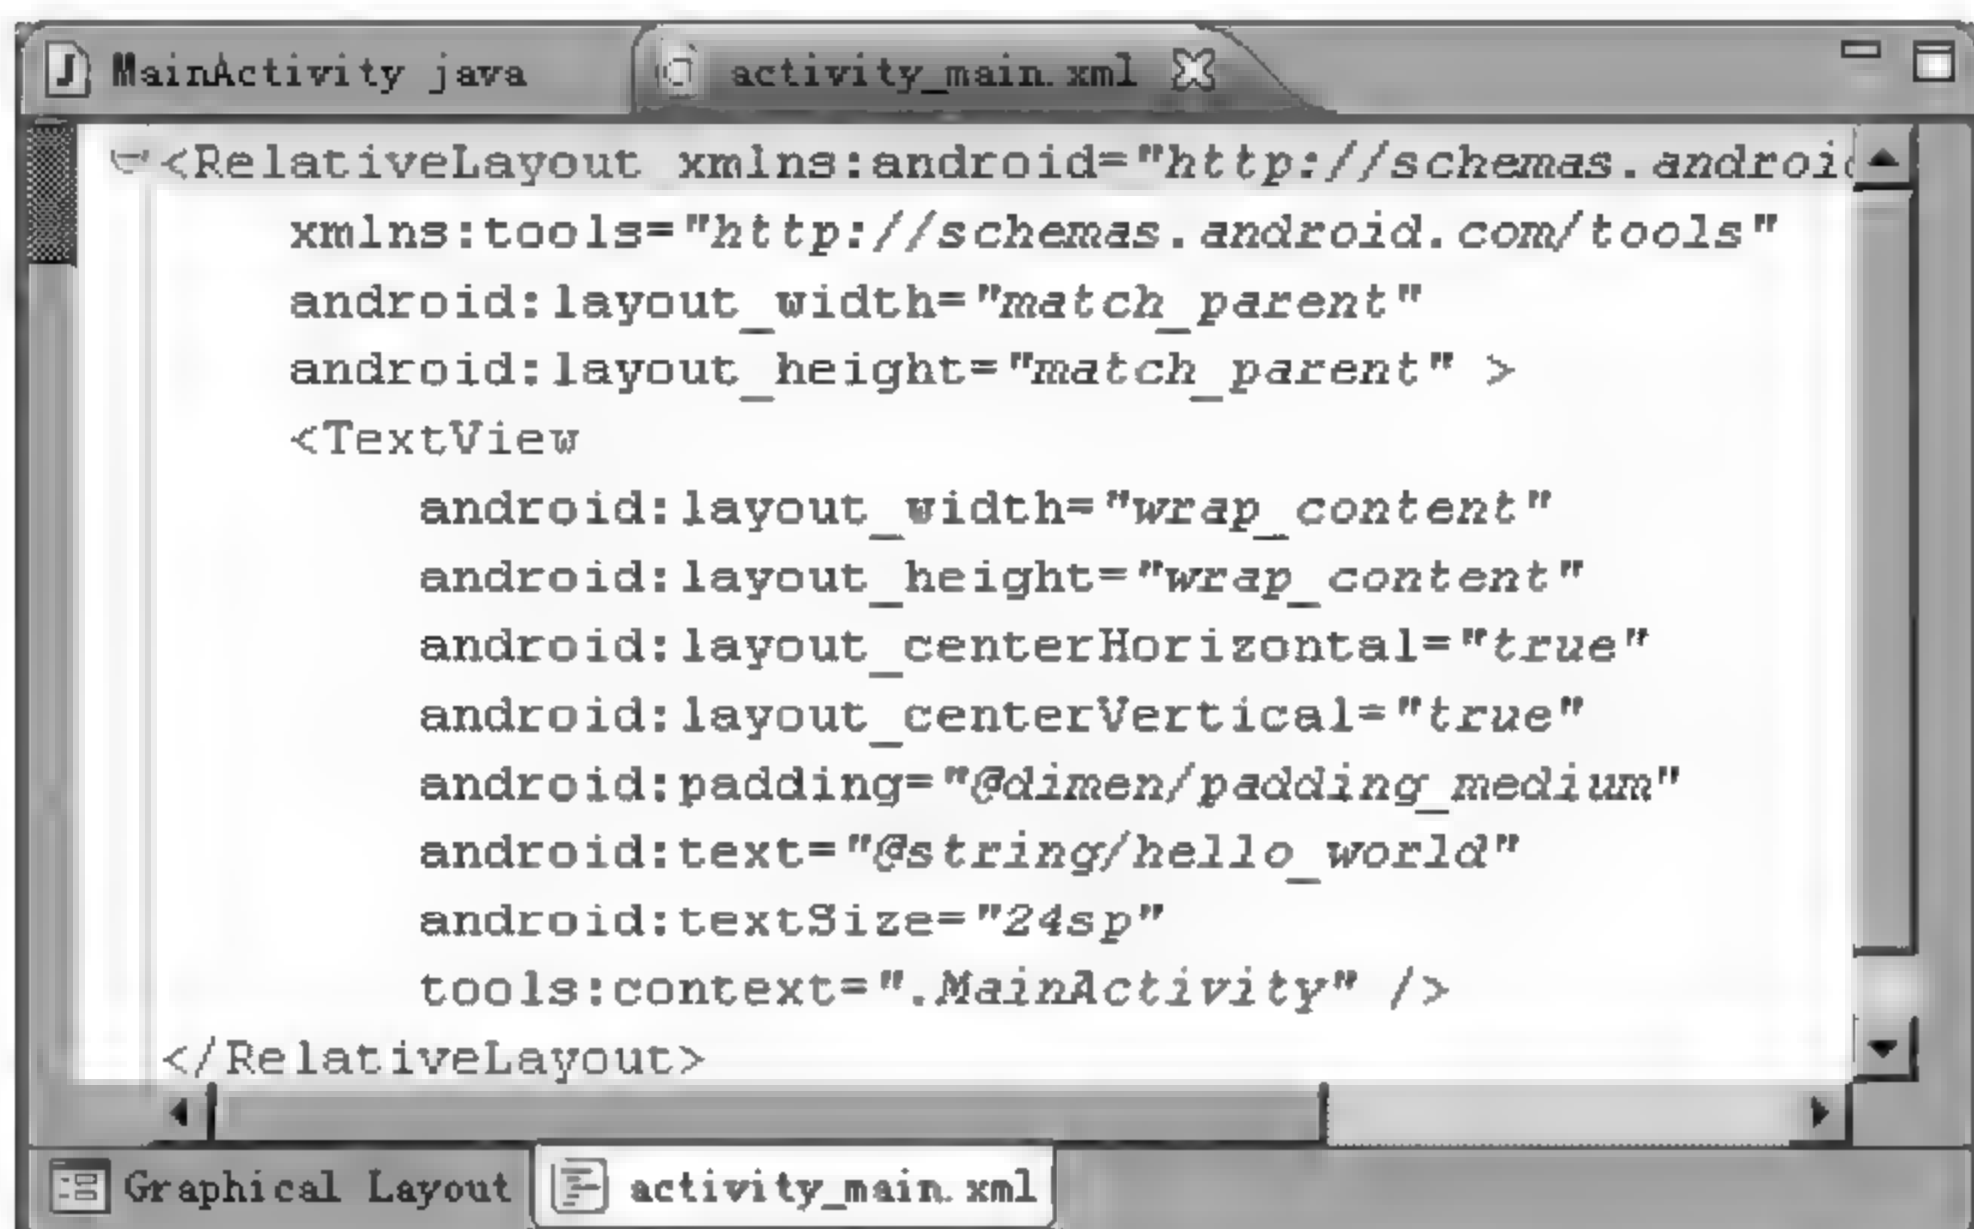 MainActivity java activity_main.xml
<RelativeLayout xmlns:android="http://schemas.androi
    xmlns:tools="http://schemas.android.com/tools"
    android:layout_width="match_parent"
    android:layout_height="match_parent" >
    <TextView
        android:layout_width="wrap_content"
        android:layout_height="wrap_content"
        android:layout_centerHorizontal="true"
        android:layout_centerVertical="true"
        android:padding="@dimen/padding_medium"
        android:text="@string/hello_world"
        android:textSize="24sp"
        tools:context=".MainActivity" />
</RelativeLayout>
Graphical Layout activity_main.xml